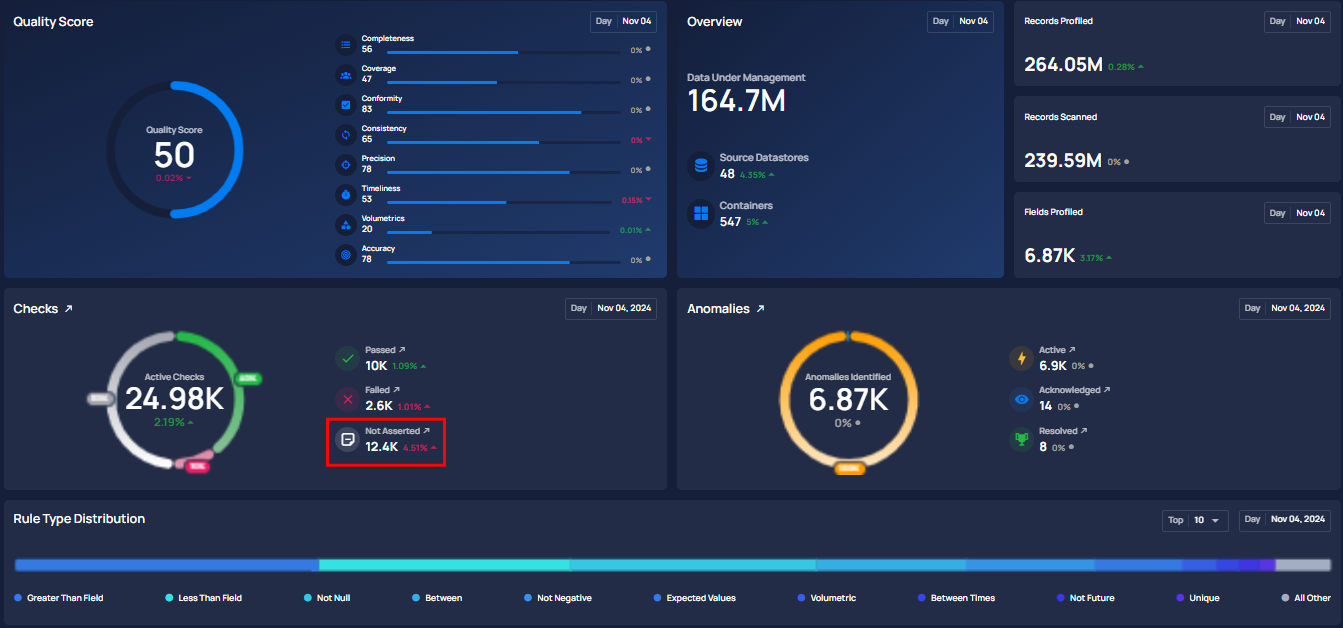 Quality Score
Day Nov 04
Completeness
56
0%
Coverage
47
0%
Conformity
83
0%
Consistency
65
0%
Precision
78
0%
Timeliness
53
0.15%
Volumetrics
20
0.01%
Accuracy
78
0%
Quality Score
50
0.02%
Overview
Day Nov 04
Data Under Management
164.7M
Source Datastores
48 4.35%
Containers
547 5%
Records Profiled
Day Nov 04
264.05M 0.28%
Records Scanned
Day Nov 04
239.59M 0%
Fields Profiled
Day Nov 04
6.87K 3.17%
Checks
Day Nov 04, 2024
Active Checks
24.98K
2.19%
Passed
10K 1.09%
Failed
2.6K 1.01%
Not Asserted
12.4K 4.51%
Anomalies
Day Nov 04, 2024
Anomalies Identified
6.87K
0%
Active
6.9K 0%
Acknowledged
14 0%
Resolved
8 0%
Rule Type Distribution
Top 10
Day Nov 04, 2024
Greater Than Field
Less Than Field
Not Null
Between
Not Negative
Expected Values
Volumetric
Between Times
Not Future
Unique
All Other